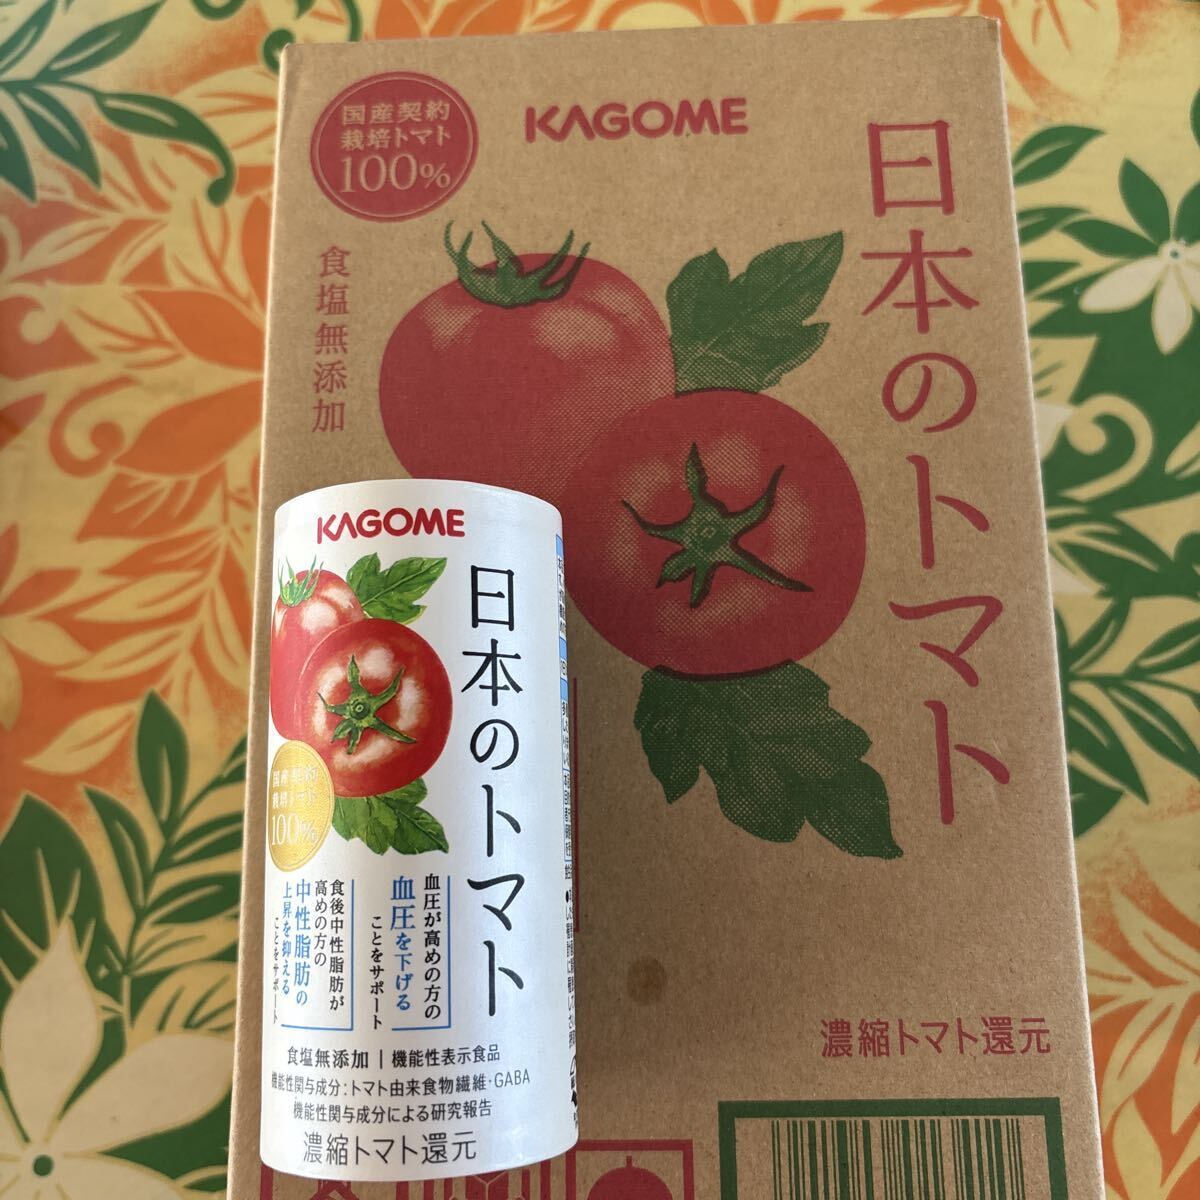 国産契約
栽培トマト
100%
KAGOME
日本のトマト
食塩無添加
濃縮トマト還元
KAGOME
日本のトマト
国産契約
栽培トマト
100%
血圧が高めの方の
血圧を下げる
ことをサポート
食後中性脂肪が
高めの方の
中性脂肪の
上昇を抑える
ことをサポート
食塩無添加 | 機能性表示食品
機能性関与成分:トマト由来食物繊維・GABA
機能性関与成分による研究報告
濃縮トマト還元